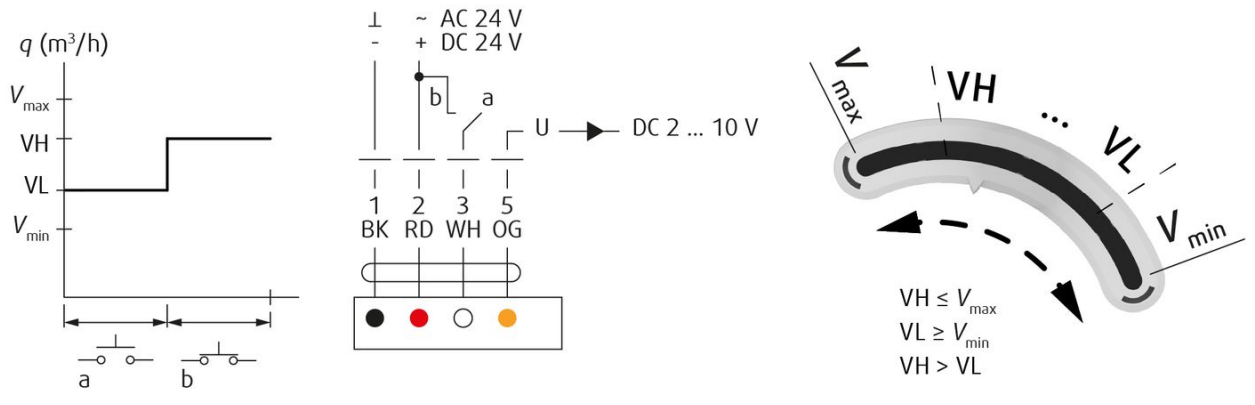 q (m³/h)
Vmax
VH
VL
Vmin
a
b
⊥ ~ AC 24 V
- + DC 24 V
b a
U DC 2 ... 10 V
1 2 3 5
BK RD WH OG
Vmax
VH
...
VL
Vmin
VH ≤ Vmax
VL ≥ Vmin
VH > VL